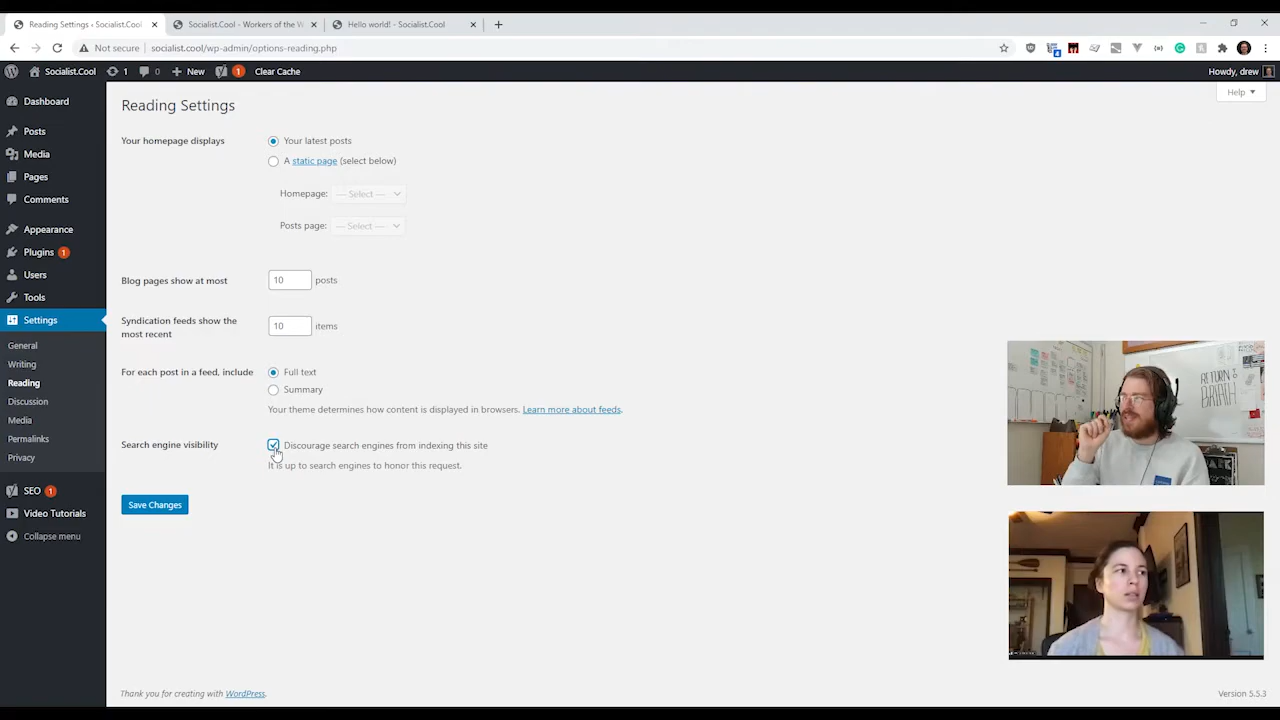 Reading Settings ‹ Socialist.Cool
Socialist.Cool - Workers of the W
Hello world! - Socialist.Cool
Not secure
socialist.cool/wp-admin/options-reading.php
Socialist.Cool 1 0 New 1 Clear Cache
Howdy, drew
Help
Dashboard
Posts
Media
Pages
Comments
Appearance
Plugins 1
Users
Tools
Settings
General
Writing
Reading
Discussion
Media
Permalinks
Privacy
SEO 1
Video Tutorials
Collapse menu
Reading Settings
Your homepage displays
Your latest posts
A static page (select below)
Homepage: — Select —
Posts page: — Select —
Blog pages show at most
10 posts
Syndication feeds show the
most recent
10 items
For each post in a feed, include
Full text
Summary
Your theme determines how content is displayed in browsers. Learn more about feeds.
Search engine visibility
Discourage search engines from indexing this site
It is up to search engines to honor this request.
Save Changes
RETURN
Thank you for creating with WordPress.
Version 5.5.3